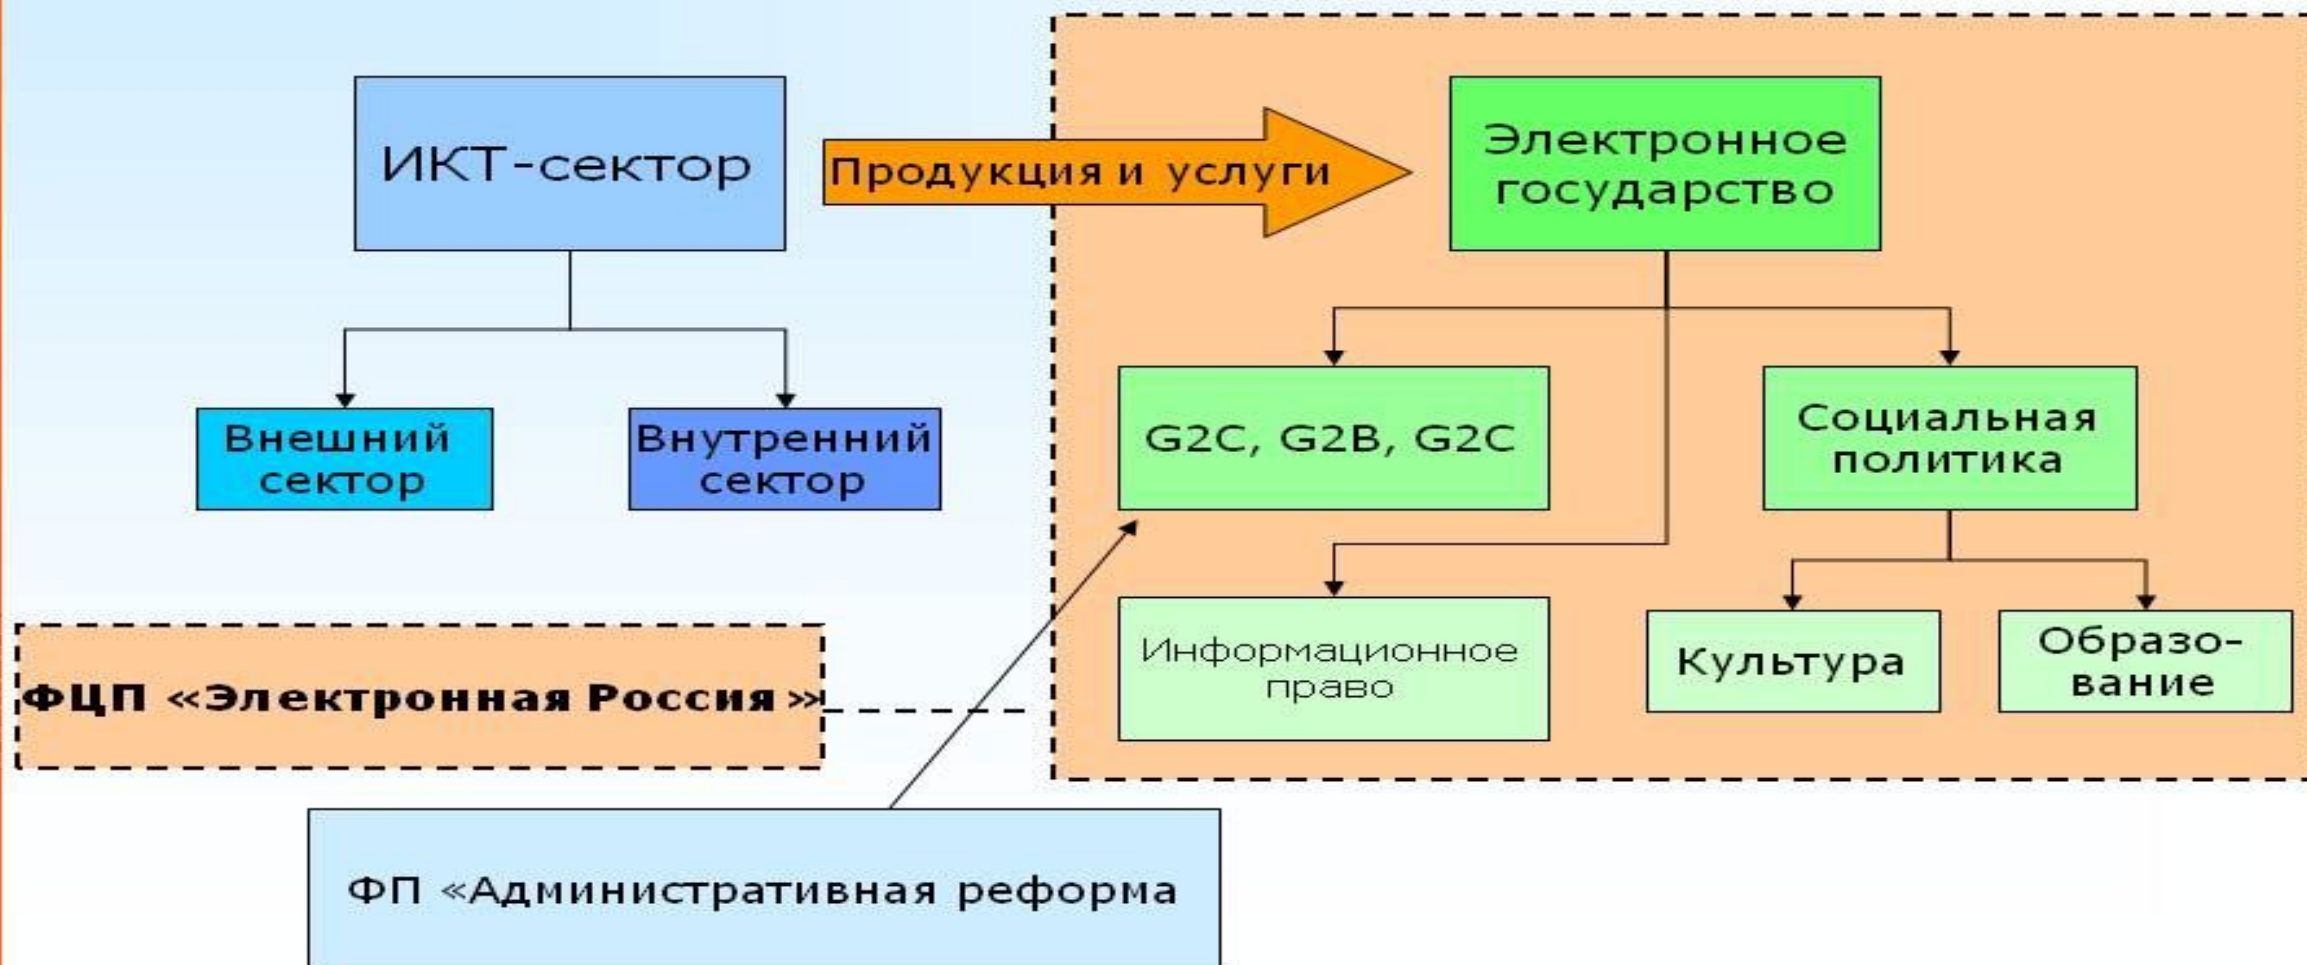 ИКТ-сектор
Продукция и услуги
Электронное
государство
Внешний
сектор
Внутренний
сектор
G2C, G2B, G2C
Социальная
политика
Информационное
право
Культура
Образо-
вание
ФЦП «Электронная Россия»
ФП «Административная реформа